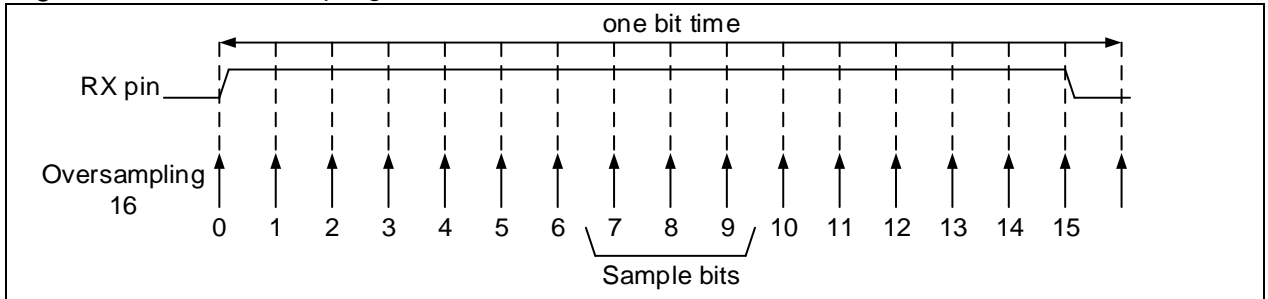 one bit time
RX pin
Oversampling
16
0 1 2 3 4 5 6 7 8 9 10 11 12 13 14 15
Sample bits